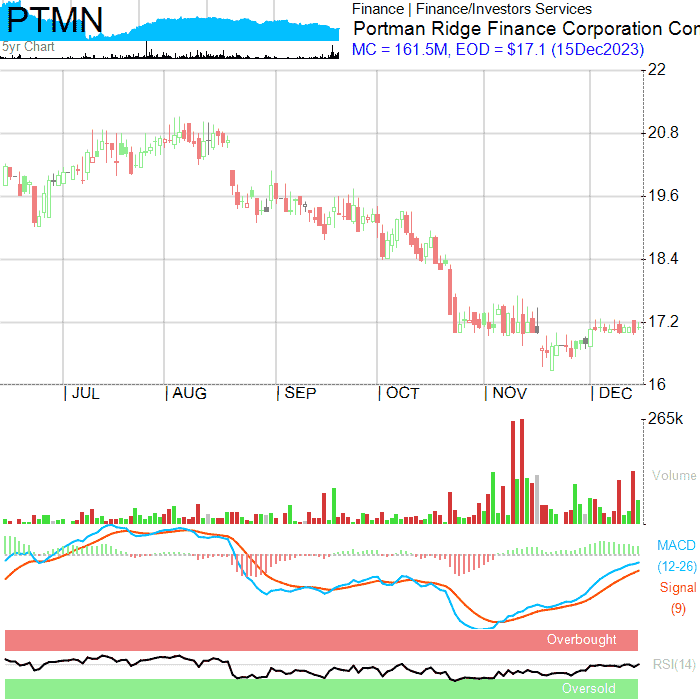 PTMN
5yr Chart
Finance | Finance/Investors Services
Portman Ridge Finance Corporation Con
MC = 161.5M, EOD = $17.1 (15Dec2023)
22
20.8
19.6
18.4
17.2
16
| JUL | AUG | SEP | OCT | NOV | DEC
265k
Volume
MACD
(12-26)
Signal
(9)
Overbought
RSI(14)
Oversold